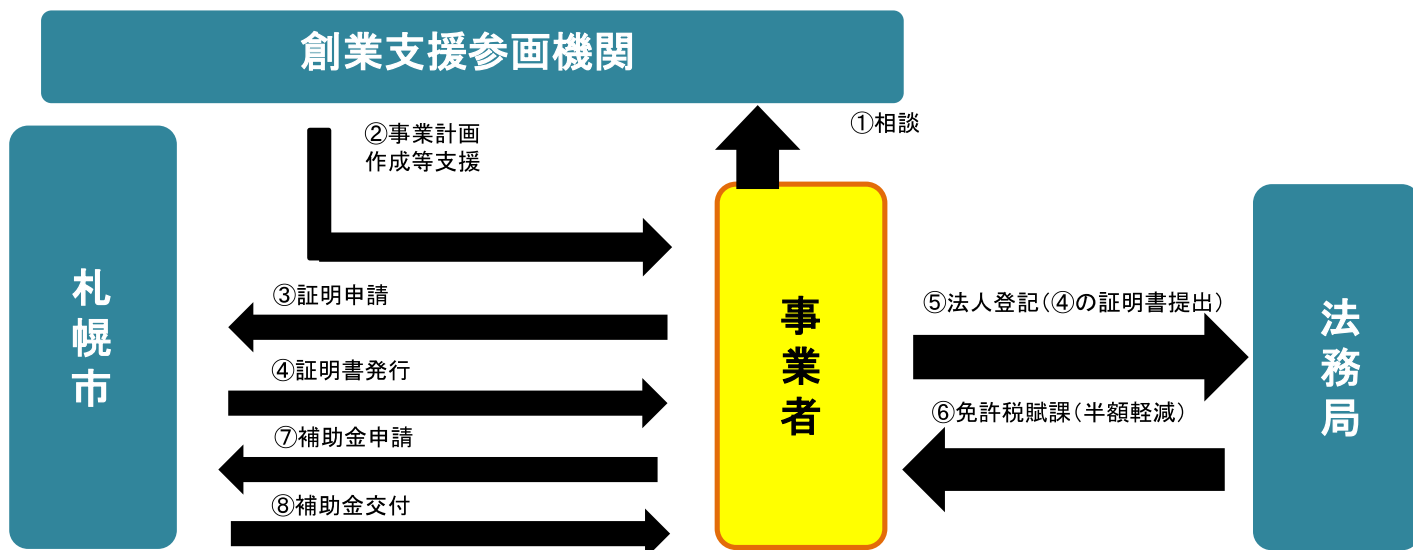 創業支援参画機関
①相談
②事業計画
作成等支援
札幌市
③証明申請
④証明書発行
⑦補助金申請
⑧補助金交付
事業者
⑤法人登記（④の証明書提出）
⑥免許税賦課（半額軽減）
法務局